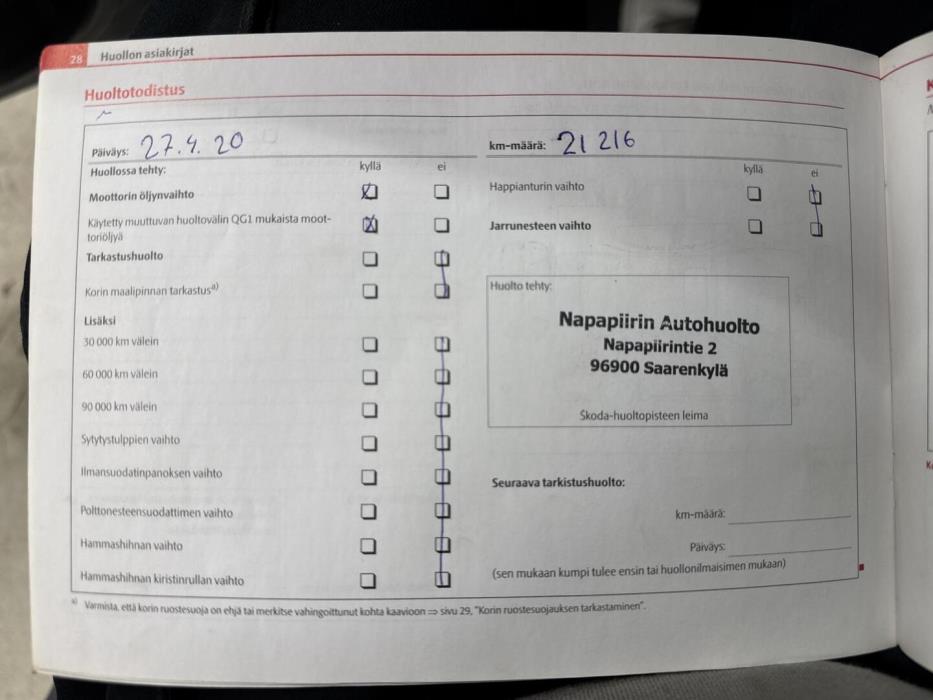 28 Huollon asiakirjat
Huoltotodistus
Päiväys: 27.4.20
Huollossa tehty: kyllä ei
Moottorin öljynvaihto
Käytetty muuttuvan huoltovälin QG1 mukaista moot-
toriöljyä
Tarkastushuolto
Korin maalipinnan tarkastus a)
Lisäksi
30 000 km välein
60 000 km välein
90 000 km välein
Sytytystulppien vaihto
Ilmansuodatinpanoksen vaihto
Polttonesteensuodattimen vaihto
Hammashihnan vaihto
Hammashihnan kiristinrullan vaihto
km-määrä: 21 216
kyllä ei
Happianturin vaihto
Jarrunesteen vaihto
Huolto tehty:
Napapiirin Autohuolto
Napapiirintie 2
96900 Saarenkylä
Škoda-huoltopisteen leima
Seuraava tarkistushuolto:
km-määrä:
Päiväys:
(sen mukaan kumpi tulee ensin tai huollonilmaisimen mukaan)
a) Varmista, että korin ruostesuoja on ehjä tai merkitse vahingoittunut kohta kaavioon ⇒ sivu 29, "Korin ruostesuojauksen tarkastaminen".